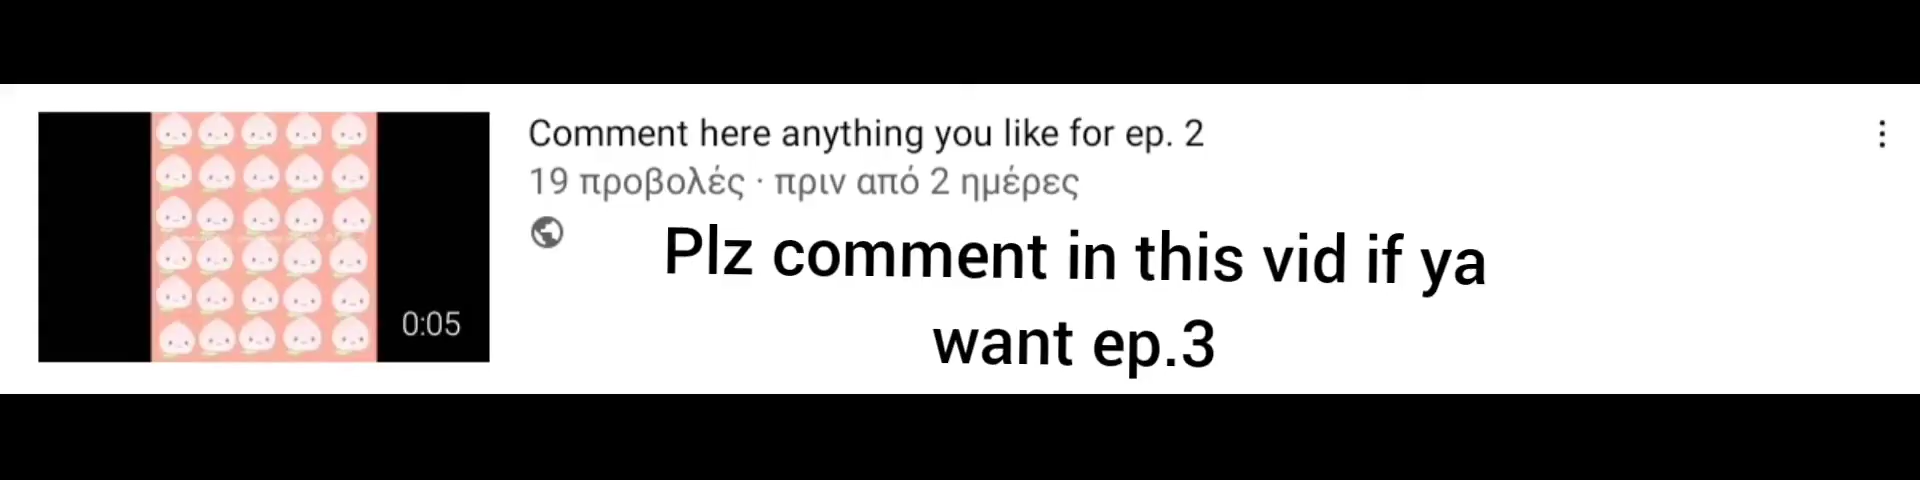 Comment here anything you like for ep. 2
19 προβολές · πριν από 2 ημέρες
Plz comment in this vid if ya
want ep.3
0:05